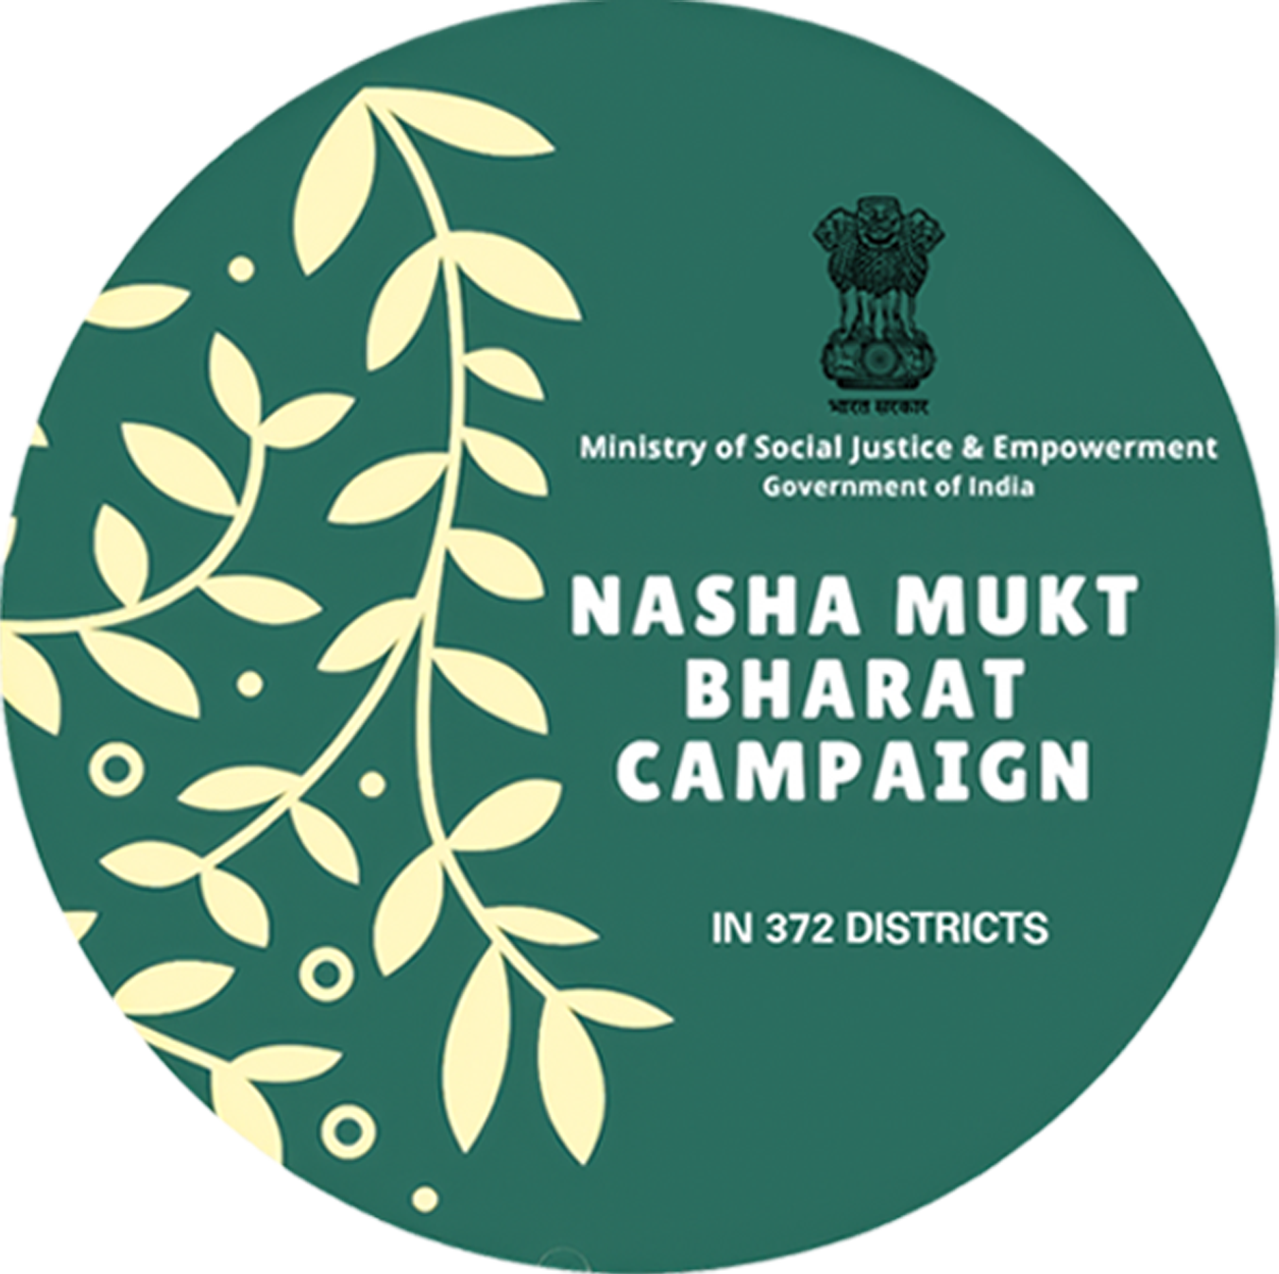 भारत सरकार
Ministry of Social Justice & Empowerment
Government of India
NASHA MUKT
BHARAT
CAMPAIGN
IN 372 DISTRICTS